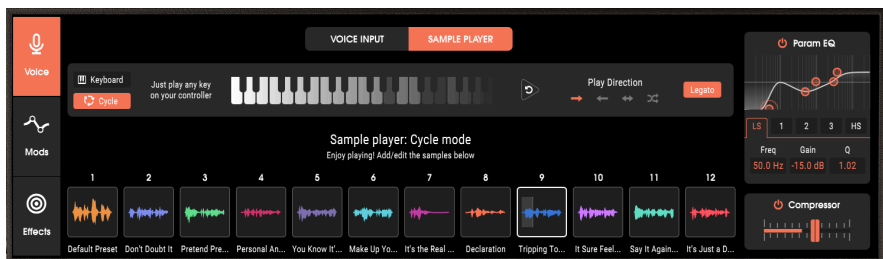 VOICE INPUT
SAMPLE PLAYER
Voice
Mods
Effects
Keyboard
Cycle
Just play any key
on your controller
Play Direction
Legato
Sample player: Cycle mode
Enjoy playing! Add/edit the samples below
1 2 3 4 5 6 7 8 9 10 11 12
Default Preset Don't Doubt It Pretend Pre... Personal An... You Know It'... Make Up Yo... It's the Real ... Declaration Tripping To... It Sure Feel... Say It Again... It's Just a D...
Param EQ
LS 1 2 3 HS
Freq Gain Q
50.0 Hz -15.0 dB 1.02
Compressor